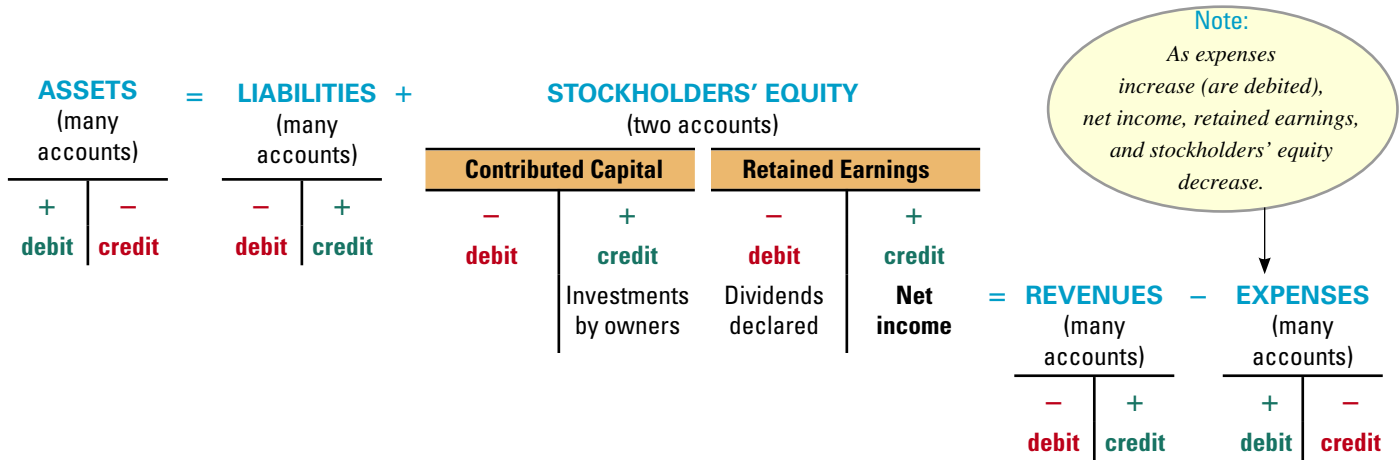 Note:
As expenses
increase (are debited),
net income, retained earnings,
and stockholders’ equity
decrease.
ASSETS = LIABILITIES + STOCKHOLDERS’ EQUITY
(many
accounts)
(many
accounts)
(two accounts)
Contributed Capital
Retained Earnings
+ –
debit credit
– +
debit credit
– +
debit credit
Investments
by owners
– +
debit credit
Dividends
declared
Net
income
= REVENUES – EXPENSES
(many
accounts)
(many
accounts)
– +
debit credit
+ –
debit credit